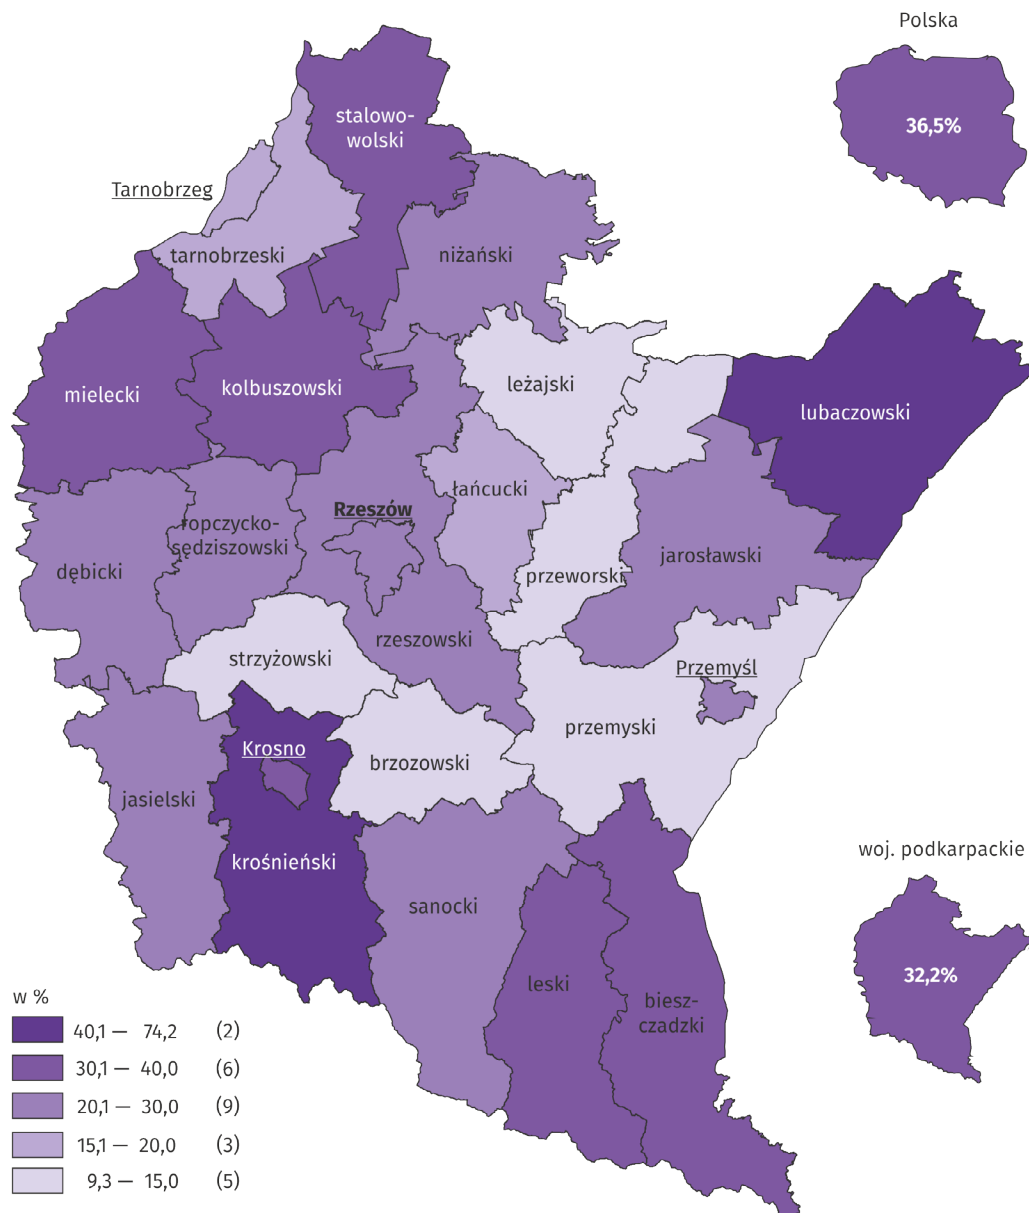 Polska
36,5%
stalowo-
wolski
Tarnobrzeg
tarnobrzeski
niżański
mielecki
kolbuszowski
leżajski
lubaczowski
łańcucki
ropczycko-
sędziszowski
Rzeszów
dębicki
jarosławski
przeworski
rzeszowski
strzyżowski
Przemyśl
przemyski
Krosno
brzozowski
jasielski
krośnieński
sanocki
leski
biesz-
czadzki
woj. podkarpackie
32,2%
w %
40,1 — 74,2 (2)
30,1 — 40,0 (6)
20,1 — 30,0 (9)
15,1 — 20,0 (3)
9,3 — 15,0 (5)